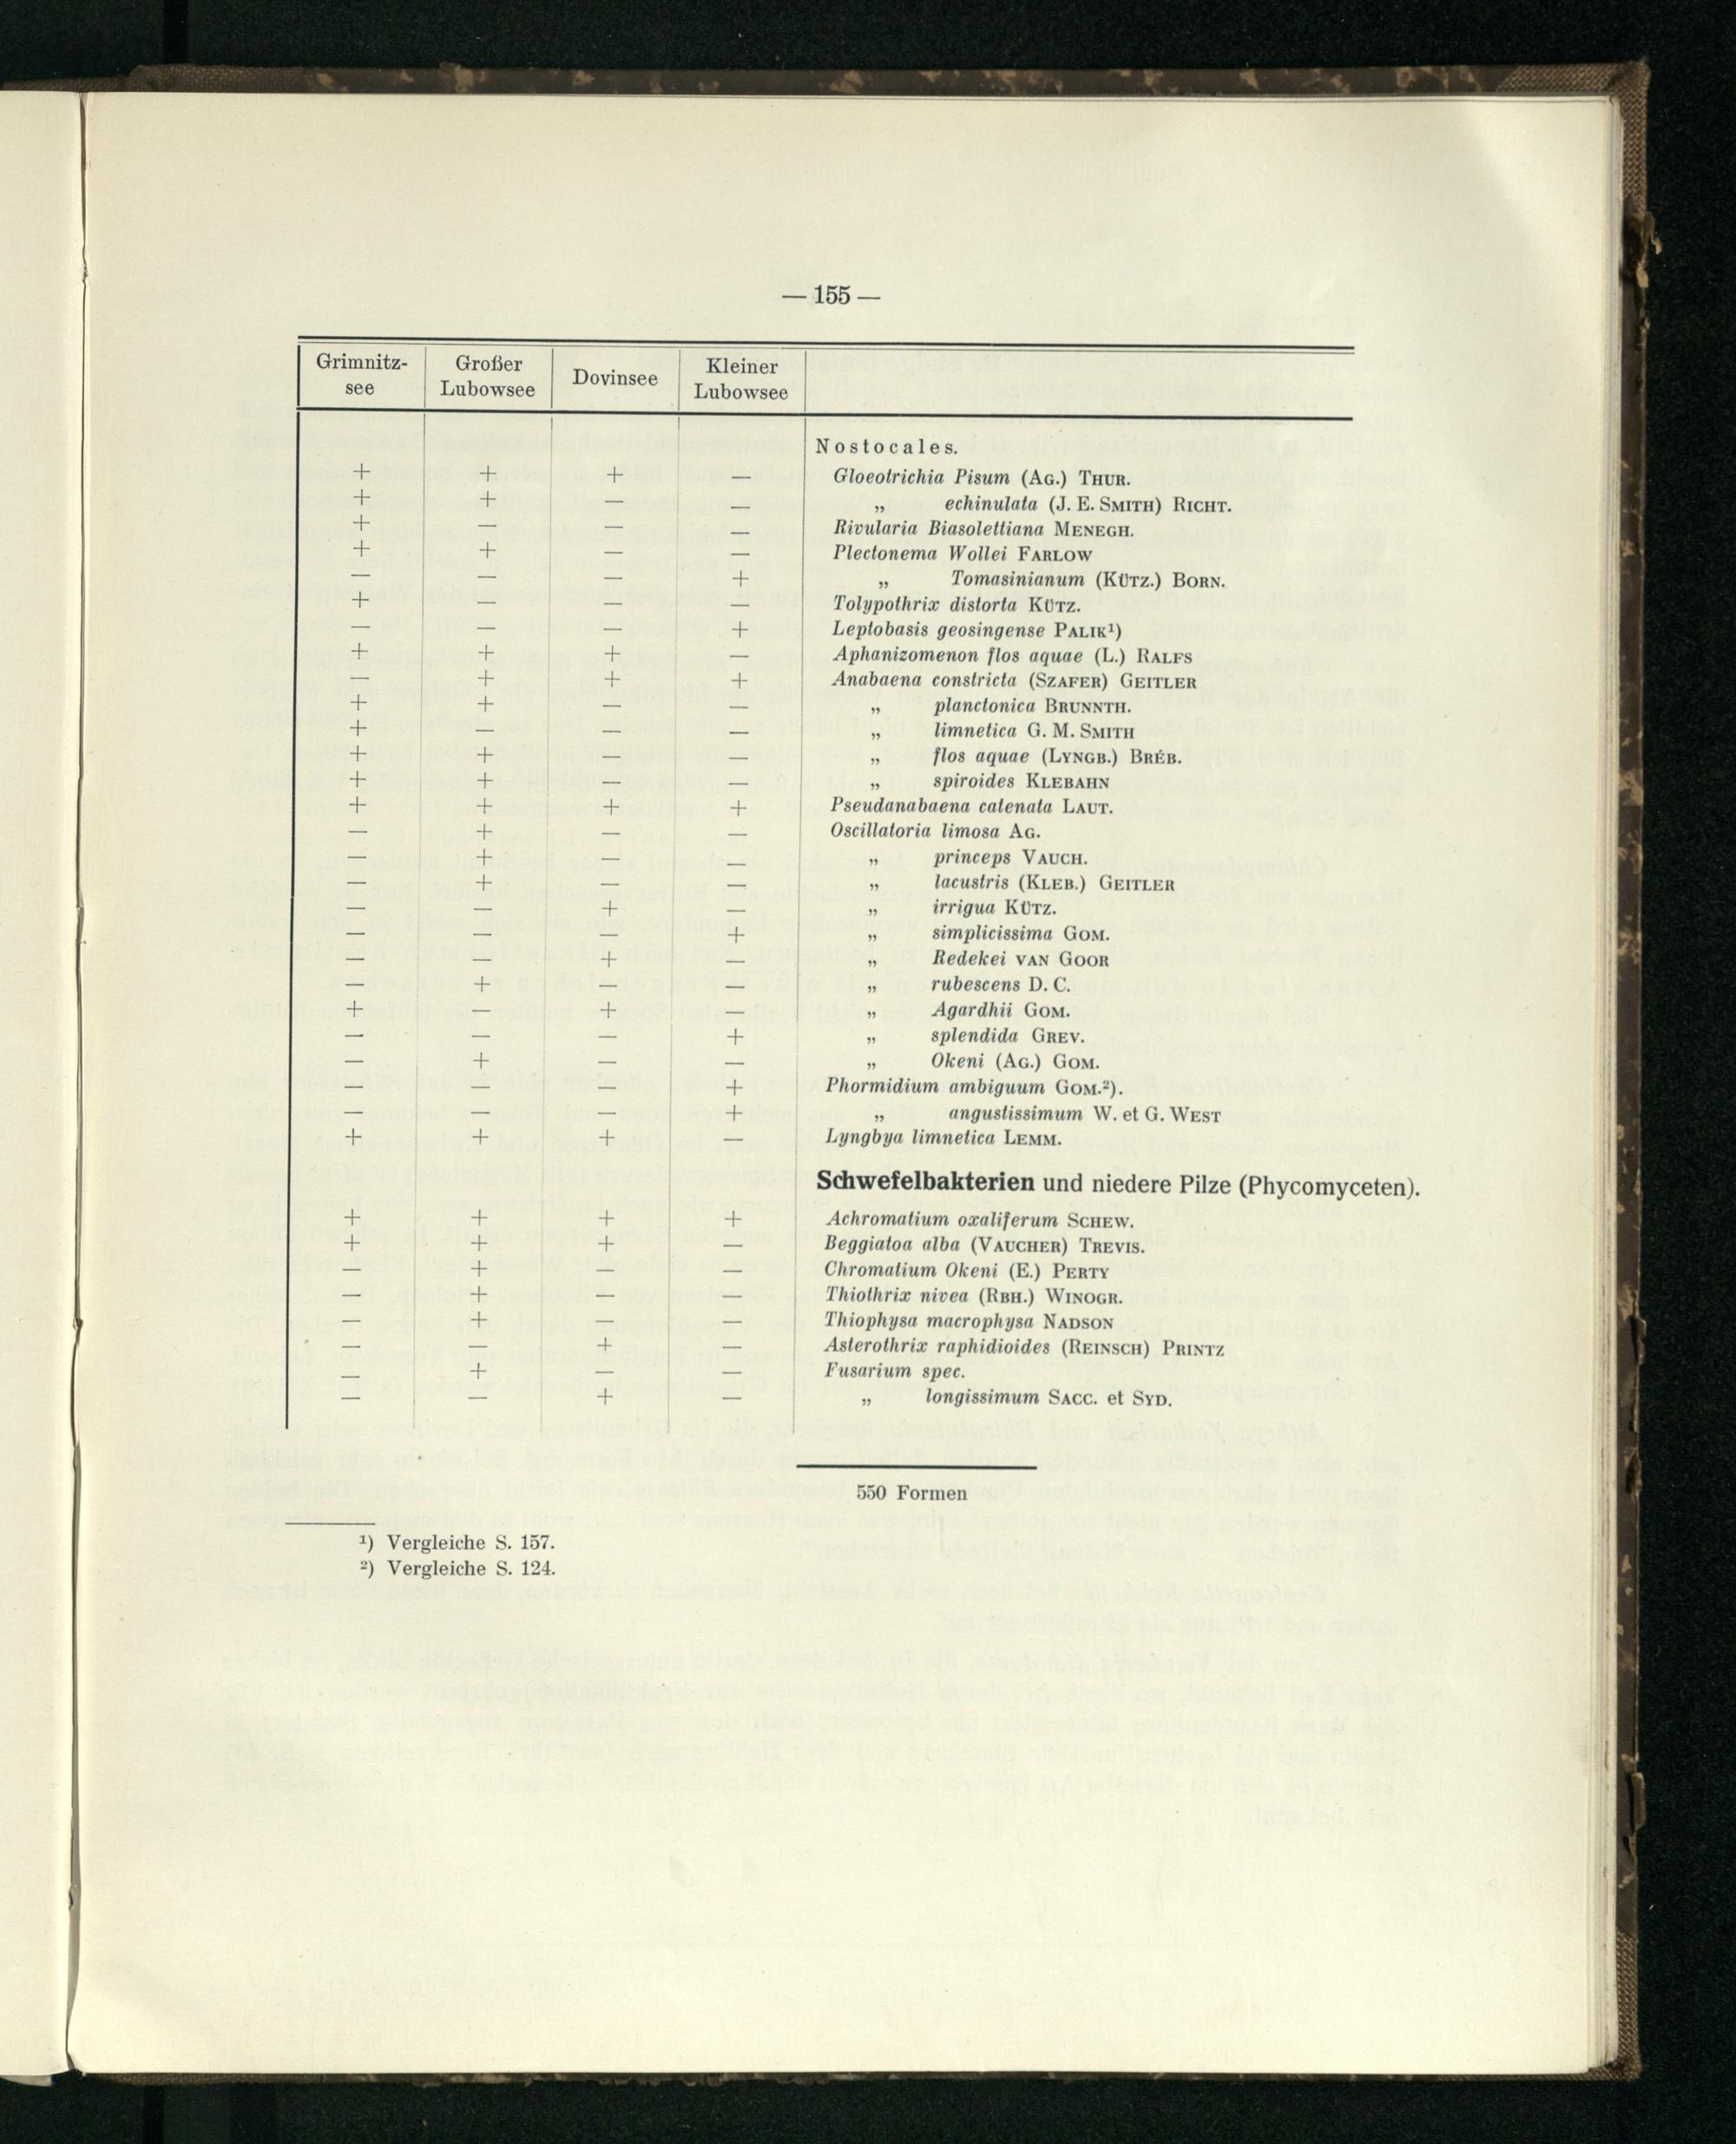 — 155 —
Grimnitz- Großer Dovinsee Kleiner
see Lubowsee Lubowsee
Nostocales.
+ + + — Gloeotrichia Pisum (AG.) THUR.
+ + — — „ echinulata (J. E. SMITH) RICHT.
+ — — — Rivularia Biasolettiana MENEGH.
+ + — — Plectonema Wollei FARLOW
— — — + „ Tomasinianum (KÜTZ.) BORN.
+ — — — Tolypothrix distorta KÜTZ.
— — — + Leptobasis geosingense PALIK¹)
+ + + — Aphanizomenon flos aquae (L.) RALFS
— + + + Anabaena constricta (SZAFER) GEITLER
+ + — — „ planctonica BRUNNTH.
+ — — — „ limnetica G. M. SMITH
+ + — — „ flos aquae (LYNGB.) BRÉB.
+ + — — „ spiroides KLEBAHN
+ + + + Pseudanabaena catenata LAUT.
— + — — Oscillatoria limosa AG.
— + — — „ princeps VAUCH.
— + — — „ lacustris (KLEB.) GEITLER
— — + — „ irrigua KÜTZ.
— — — + „ simplicissima GOM.
— — + — „ Redekei VAN GOOR
— + — — „ rubescens D. C.
+ — + — „ Agardhii GOM.
— — — + „ splendida GREV.
— + — — „ Okeni (AG.) GOM.
— — — + Phormidium ambiguum GOM.²).
— — — + „ angustissimum W. et G. WEST
+ + + — Lyngbya limnetica LEMM.
Schwefelbakterien und niedere Pilze (Phycomyceten).
+ + + + Achromatium oxaliferum SCHEW.
+ + + — Beggiatoa alba (VAUCHER) TREVIS.
— + — — Chromatium Okeni (E.) PERTY
— + — — Thiothrix nivea (RBH.) WINOGR.
— + — — Thiophysa macrophysa NADSON
— — + — Asterothrix raphidioides (REINSCH) PRINTZ
— + — — Fusarium spec.
— — + — „ longissimum SACC. et SYD.
550 Formen
¹) Vergleiche S. 157.
²) Vergleiche S. 124.